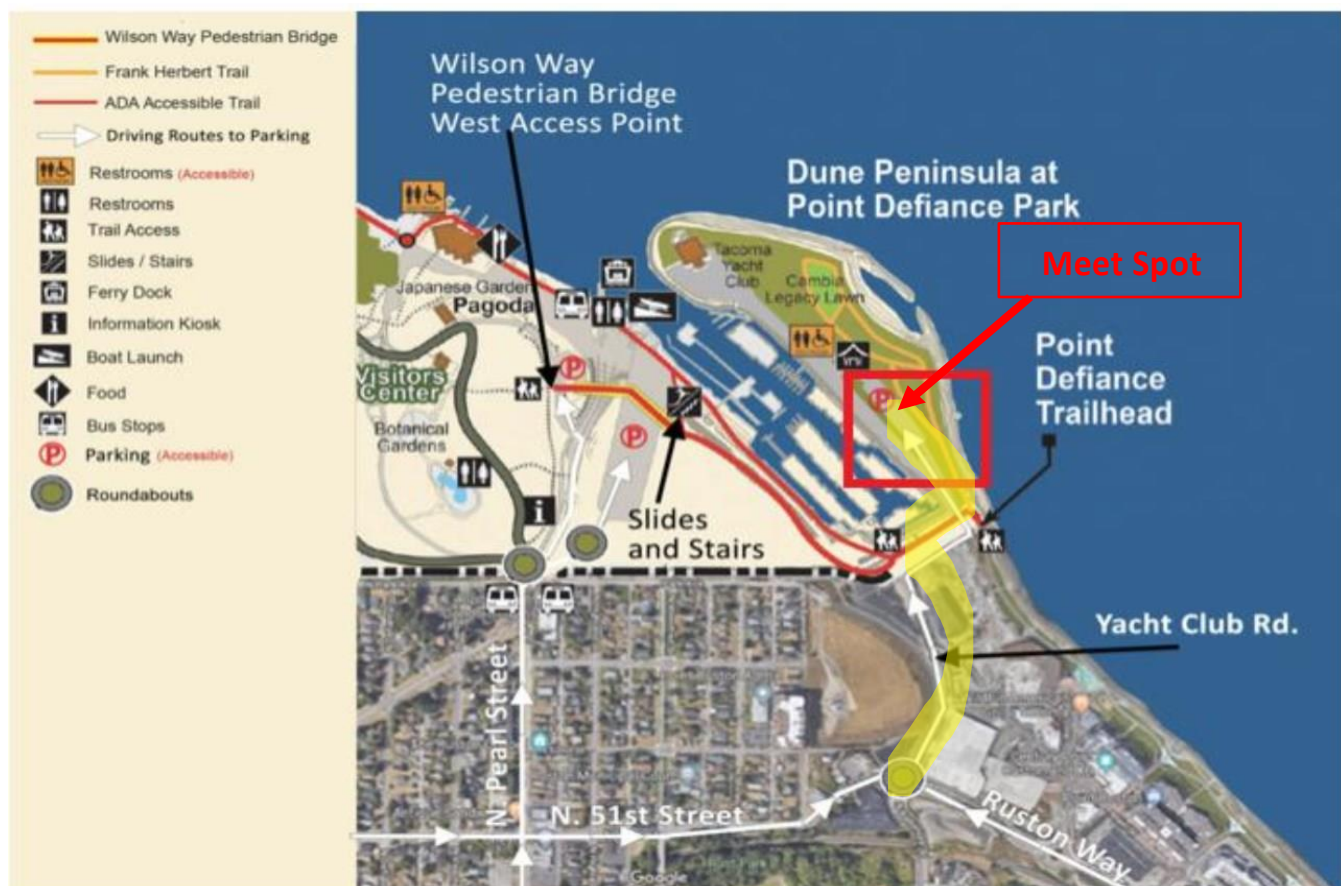 Wilson Way Pedestrian Bridge
Frank Herbert Trail
ADA Accessible Trail
Driving Routes to Parking
Restrooms (Accessible)
Restrooms
Trail Access
Slides / Stairs
Ferry Dock
Information Kiosk
Boat Launch
Food
Bus Stops
Parking (Accessible)
Roundabouts
Wilson Way
Pedestrian Bridge
West Access Point
Dune Peninsula at
Point Defiance Park
Meet Spot
Tacoma
Yacht
Club
Cambia
Legacy Lawn
Japanese Garden
Pagoda
Visitors
Center
Botanical
Gardens
Point
Defiance
Trailhead
Slides
and Stairs
Yacht Club Rd.
N. Pearl Street
N. 51st Street
Ruston Way
Google